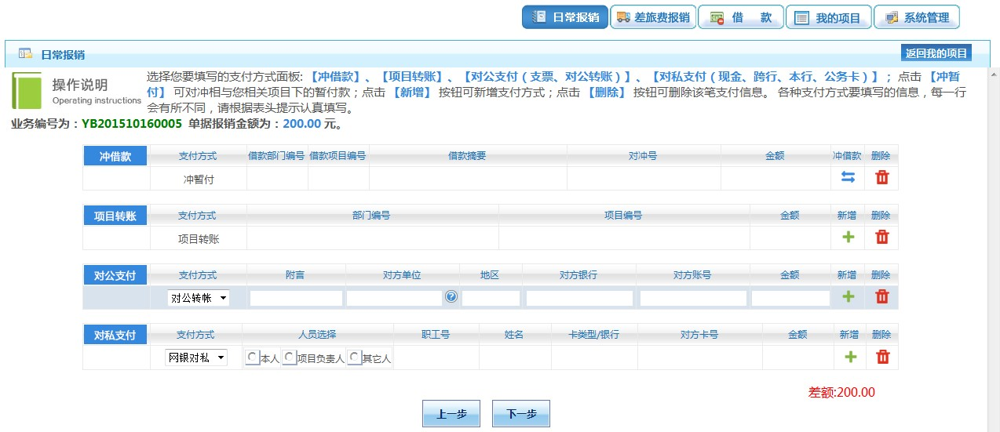 日常报销 差旅费报销 借 款 我的项目 系统管理
日常报销 返回我的项目
操作说明
Operating instructions
选择您要填写的支付方式面板: 【冲借款】、【项目转账】、【对公支付（支票、对公转账）】、【对私支付（现金、跨行、本行、公务卡）】； 点击 【冲暂
付】 可对冲相与您相关项目下的暂付款；点击 【新增】 按钮可新增支付方式；点击 【删除】 按钮可删除该笔支付信息。 各种支付方式要填写的信息，每一行
会有所不同，请根据表头提示认真填写。
业务编号为：YB201510160005 单据报销金额为：200.00 元。
冲借款 支付方式 借款部门编号 借款项目编号 借款摘要 对冲号 金额 冲借款 删除
冲暂付
项目转账 支付方式 部门编号 项目编号 金额 新增 删除
项目转账
对公支付 支付方式 附言 对方单位 地区 对方银行 对方账号 金额 新增 删除
对公转帐
对私支付 支付方式 人员选择 职工号 姓名 卡类型/银行 对方卡号 金额 新增 删除
网银对私 本人 项目负责人 其它人
差额:200.00
上一步 下一步